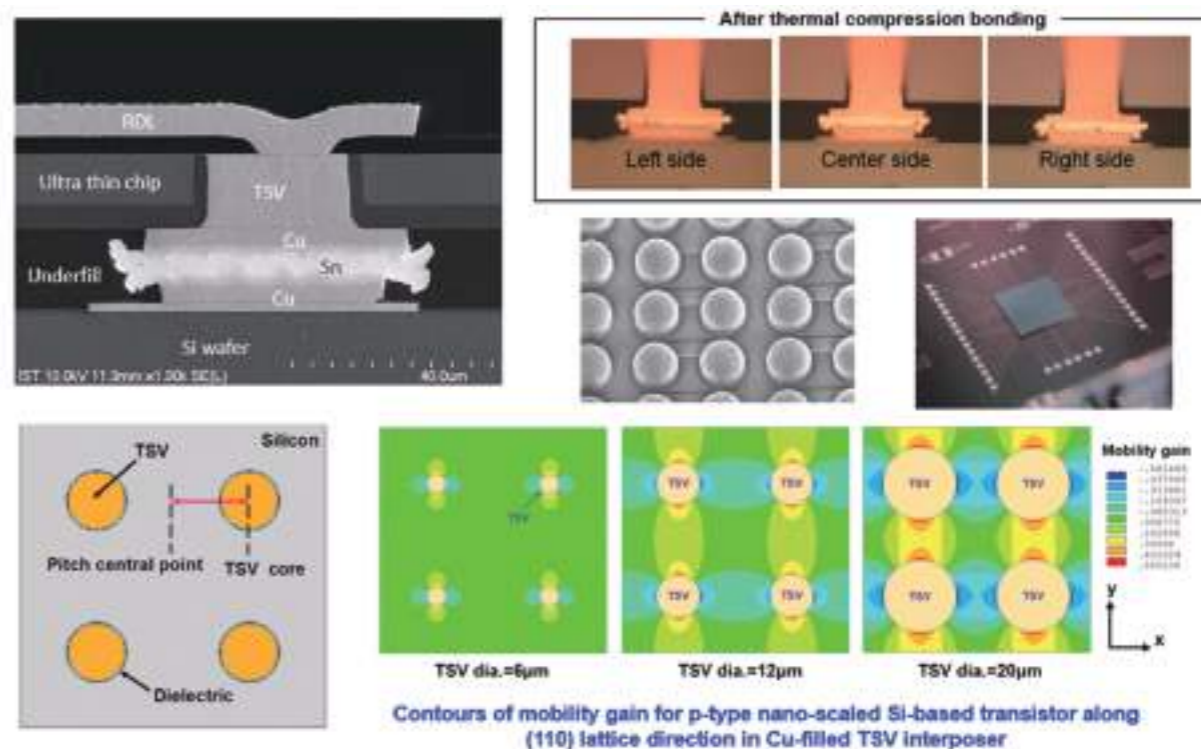 RDL
Ultra thin chip
TSV
Cu
Sn
Underfill
Cu
Si wafer
40.0um
After thermal compression bonding
Left side
Center side
Right side
Silicon
TSV
Pitch central point
TSV core
Dielectric
TSV
TSV dia.=6μm
TSV
TSV
TSV
TSV
TSV dia.=12μm
TSV
TSV
TSV
TSV
TSV dia.=20μm
Mobility gain
y
x
Contours of mobility gain for p-type nano-scaled Si-based transistor along
(110) lattice direction in Cu-filled TSV interposer